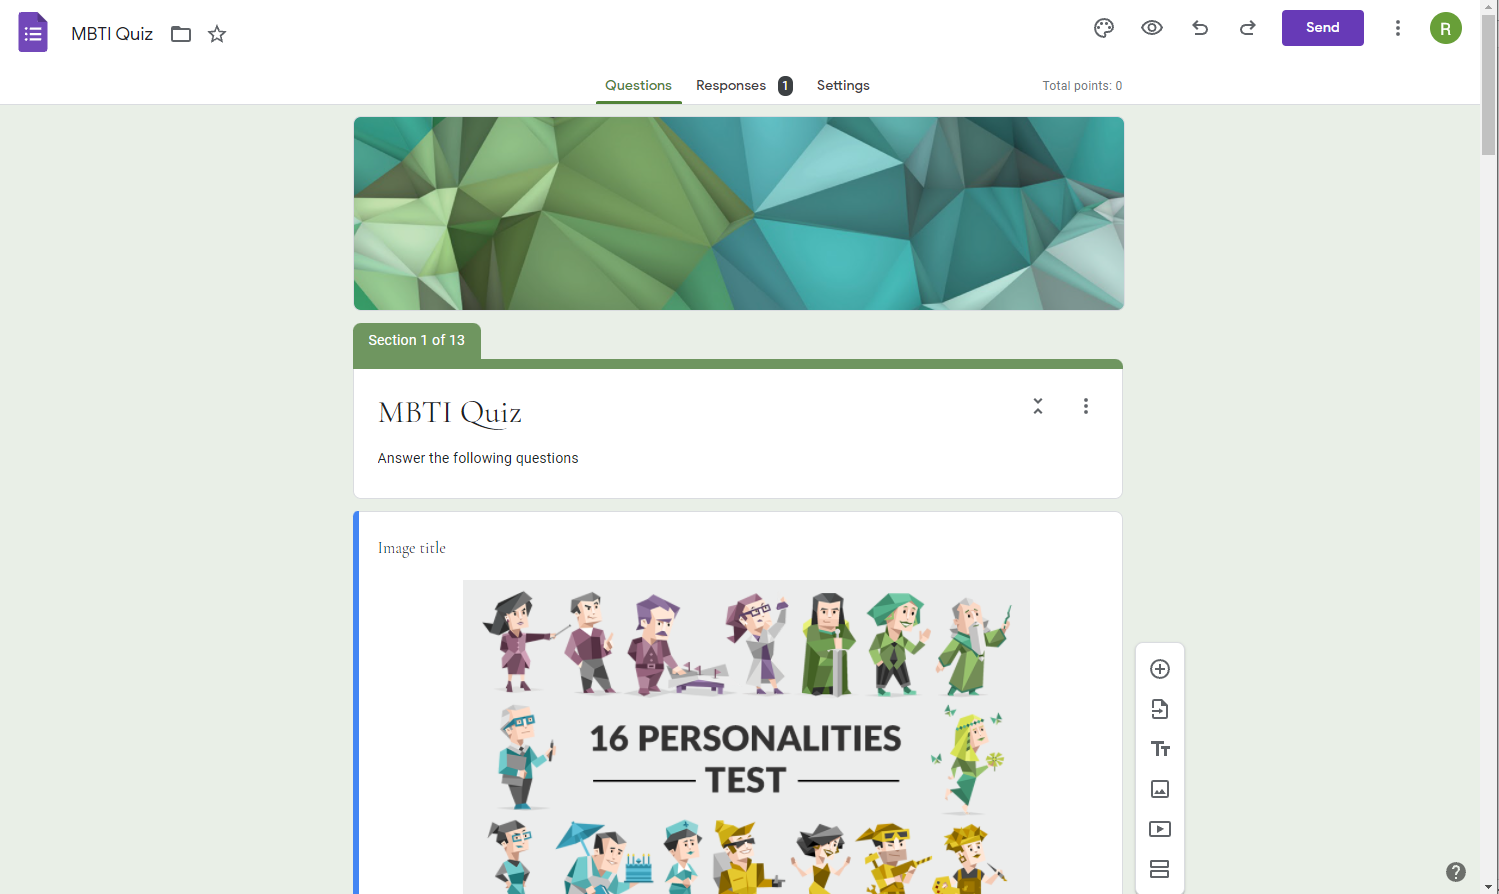 MBTI Quiz
Send
R
Questions
Responses 1
Settings
Total points: 0
Section 1 of 13
MBTI Quiz
Answer the following questions
Image title
16 PERSONALITIES
TEST